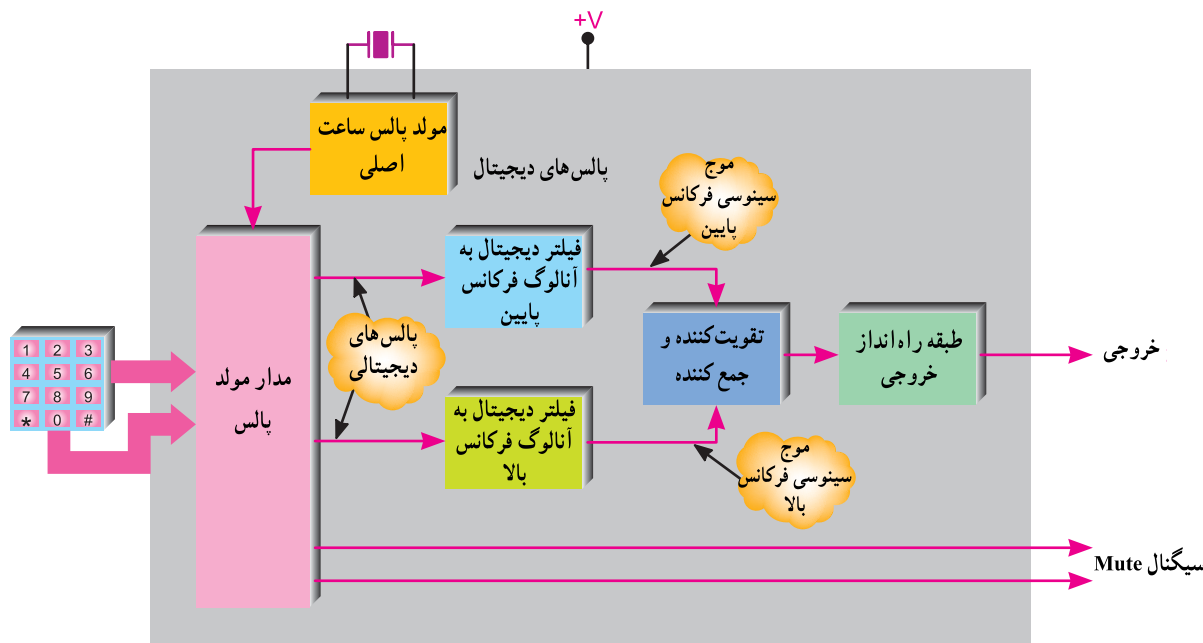 +V
مولد پالس ساعت
اصلی
پالس‌های دیجیتال
موج
سینوسی فرکانس
پایین
فیلتر دیجیتال به
آنالوگ فرکانس
پایین
پالس‌های
دیجیتالی
1 2 3
4 5 6
7 8 9
* 0 #
مدار مولد
پالس
تقویت‌کننده و
جمع کننده
طبقه راه‌انداز
خروجی
خروجی
فیلتر دیجیتال به
آنالوگ فرکانس
بالا
موج
سینوسی فرکانس
بالا
سیگنال Mute